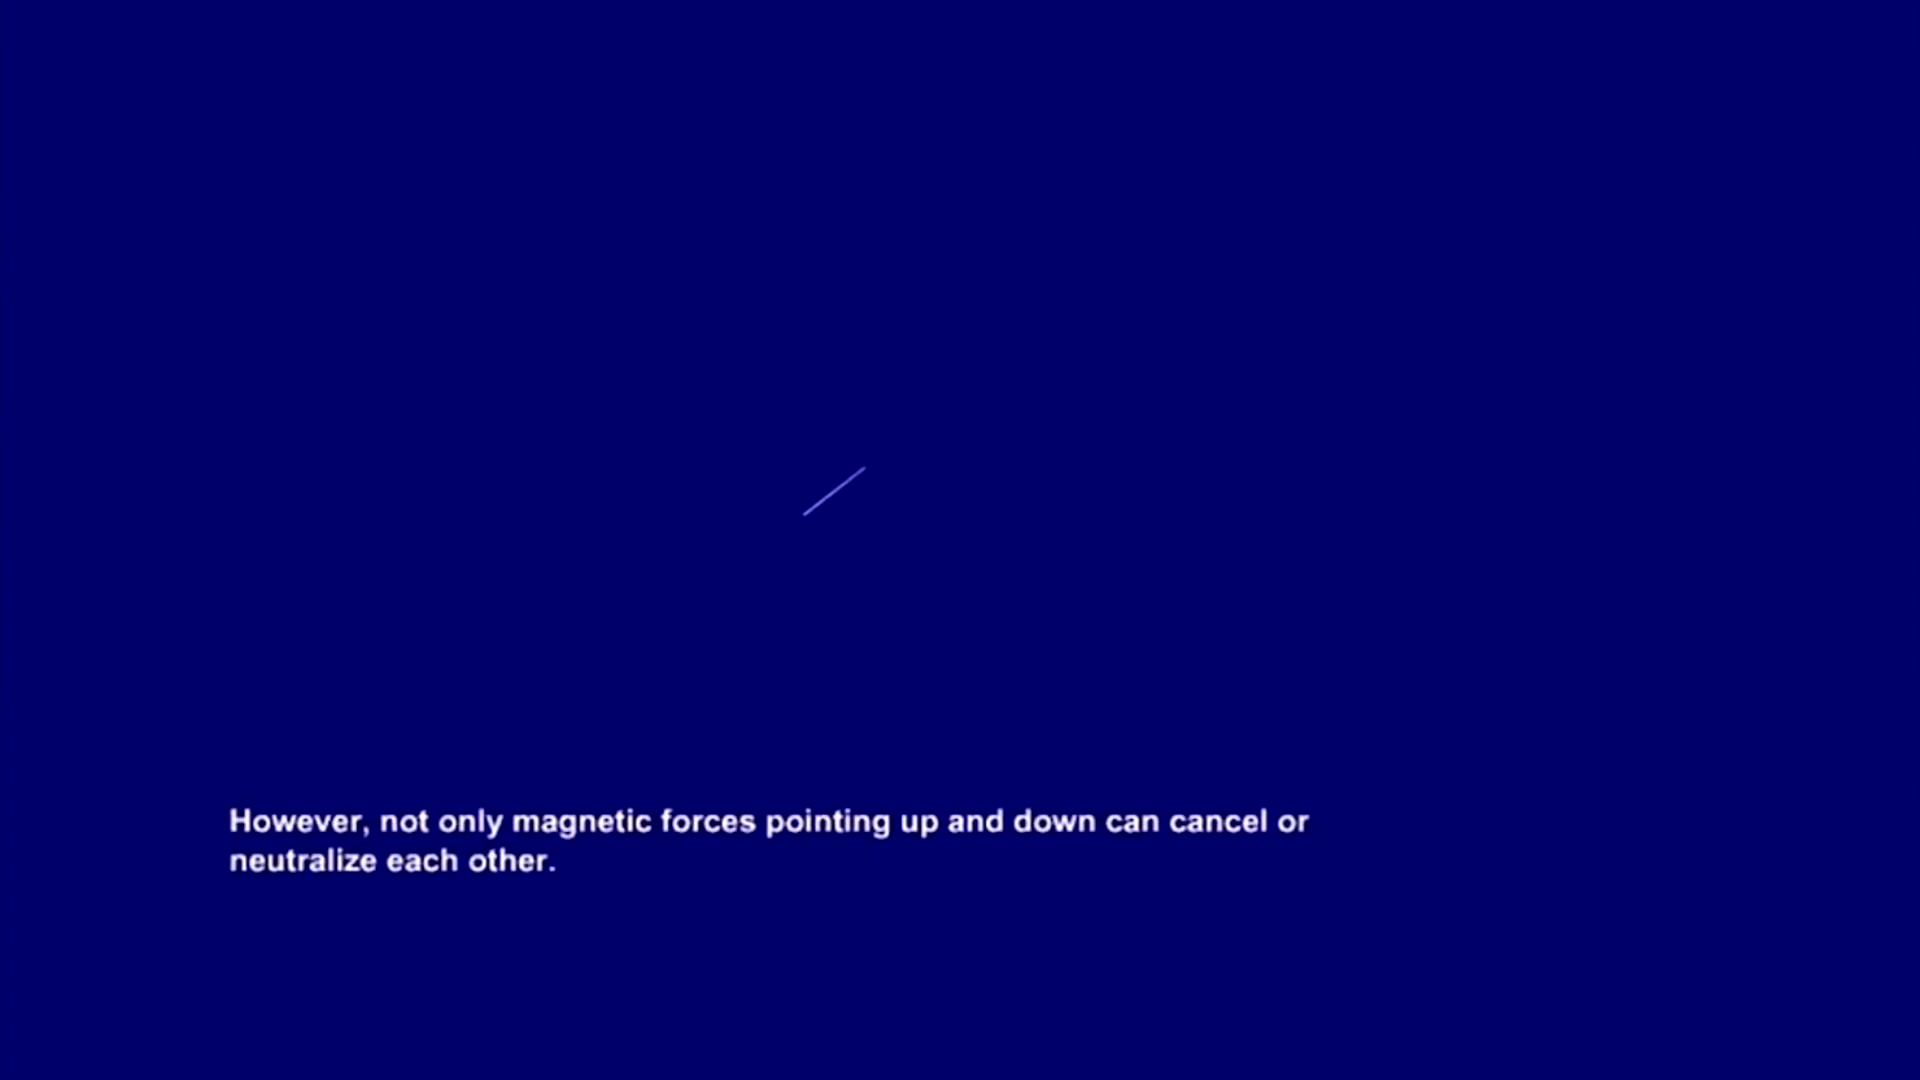 However, not only magnetic forces pointing up and down can cancel or
neutralize each other.